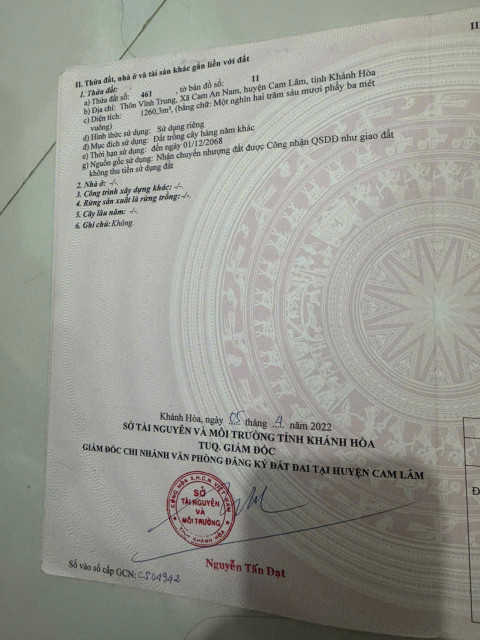 II. Thửa đất, nhà ở và tài sản khác gắn liền với đất
1. Thửa đất:
a) Thửa đất số: 461 , tờ bản đồ số: 11
b) Địa chỉ: Thôn Vĩnh Trung, Xã Cam An Nam, huyện Cam Lâm, tỉnh Khánh Hòa
c) Diện tích: 1260,3m², (bằng chữ: Một nghìn hai trăm sáu mươi phẩy ba mét
vuông)
d) Hình thức sử dụng: Sử dụng riêng
đ) Mục đích sử dụng: Đất trồng cây hàng năm khác
e) Thời hạn sử dụng: đến ngày 01/12/2068
g) Nguồn gốc sử dụng: Nhận chuyển nhượng đất được Công nhận QSDĐ như giao đất
không thu tiền sử dụng đất
2. Nhà ở: -/-.
3. Công trình xây dựng khác: -/-.
4. Rừng sản xuất là rừng trồng: -/-.
5. Cây lâu năm: -/-.
6. Ghi chú: Không.
Khánh Hòa, ngày 05 tháng 4 năm 2022
SỞ TÀI NGUYÊN VÀ MÔI TRƯỜNG TỈNH KHÁNH HÒA
TUQ. GIÁM ĐỐC
GIÁM ĐỐC CHI NHÁNH VĂN PHÒNG ĐĂNG KÝ ĐẤT ĐAI TẠI HUYỆN CAM LÂM
CỘNG HÒA X.H.C.N VIỆT NAM
SỞ
TÀI NGUYÊN
VÀ
MÔI TRƯỜNG
TỈNH KHÁNH HÒA
Nguyễn Tấn Đạt
Số vào sổ cấp GCN: CS04942
II
Đ